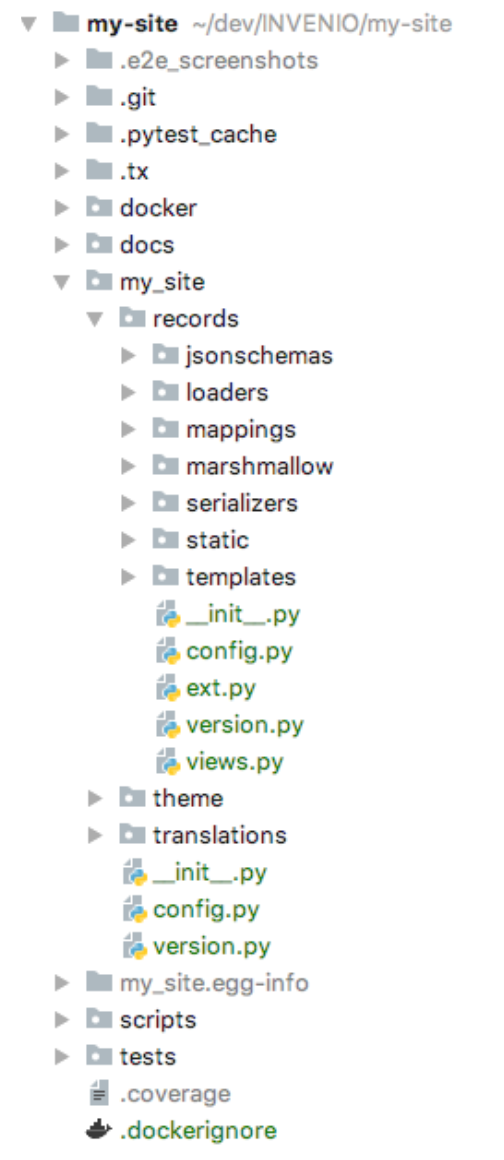 my-site ~/dev/INVENIO/my-site
.e2e_screenshots
.git
.pytest_cache
.tx
docker
docs
my_site
records
jsonschemas
loaders
mappings
marshmallow
serializers
static
templates
__init__.py
config.py
ext.py
version.py
views.py
theme
translations
__init__.py
config.py
version.py
my_site.egg-info
scripts
tests
.coverage
.dockerignore